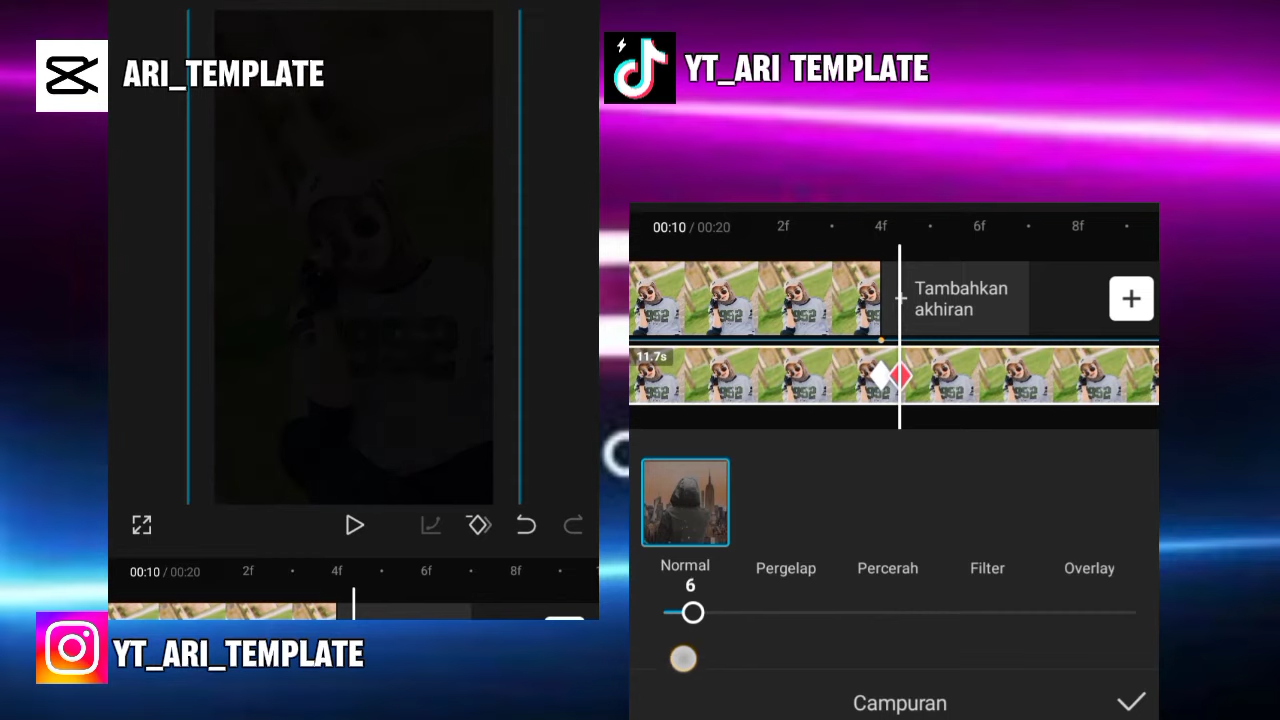 ARI_TEMPLATE
YT_ARI TEMPLATE
00:10 / 00:20 2f 4f 6f 8f
Tambahkan
akhiran
11.7s
Normal Pergelap Percerah Filter Overlay
6
Campuran
00:10 / 00:20 2f 4f 6f 8f
YT_ARI_TEMPLATE
952